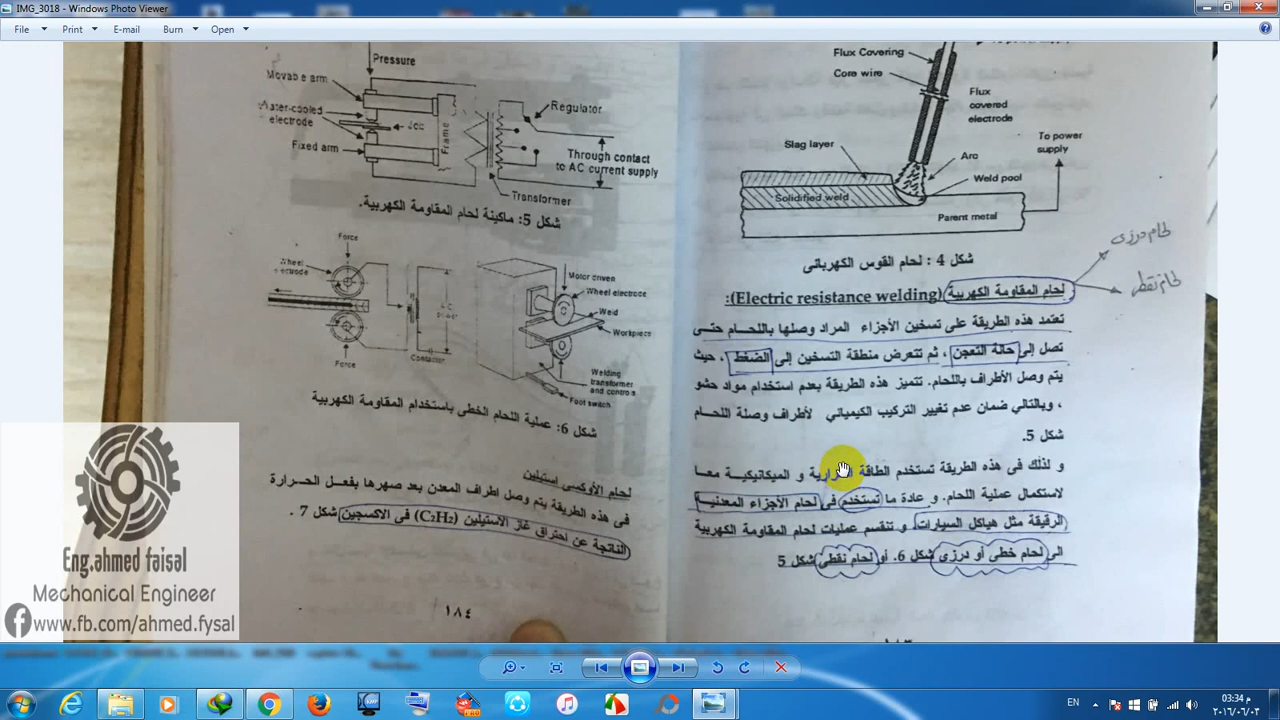 IMG_3018 - Windows Photo Viewer
File
Print
E-mail
Burn
Open
Flux Covering
Core wire
Flux
covered
electrode
To power
supply
Slag layer
Arc
Weld pool
Solidified weld
Parent metal
شكل 4 : لحام القوس الكهربائى
لحام درزى
لحام نقطى
لحام المقاومة الكهربية (Electric resistance welding):
تعتمد هذه الطريقة على تسخين الأجزاء المراد وصلها باللحام حتى
تصل إلى حالة التعجن ، ثم تتعرض منطقة التسخين إلى الضغط ، حيث
يتم وصل الأطراف باللحام. تتميز هذه الطريقة بعدم استخدام مواد حشو
، وبالتالي ضمان عدم تغيير التركيب الكيميائي لأطراف وصلة اللحام
شكل 5.
و لذلك فى هذه الطريقة تستخدم الطاقة الحرارية و الميكانيكية معا
لاستكمال عملية اللحام. و عادة ما تستخدم فى لحام الأجزاء المعدنية
الرقيقة مثل هياكل السيارات و تنقسم عمليات لحام المقاومة الكهربية
الى لحام خطى أو درزى شكل 6. أو لحام نقطى شكل 5
Pressure
Movable arm
Water-cooled
electrode
Job
Fixed arm
Frame
Regulator
Through contact
to AC current supply
Transformer
شكل 5: ماكينة لحام المقاومة الكهربية.
Force
Wheel
electrode
Force
Contactor
Motor driven
Wheel electrode
Weld
Workpiece
Welding
transformer
and controls
Foot switch
شكل 6: عملية اللحام الخطى باستخدام المقاومة الكهربية
لحام الأوكسى استيلين
فى هذه الطريقة يتم وصل اطراف المعدن بعد صهرها بفعل الحرارة
الناتجة عن احتراق غاز الاستيلين (C2H2) فى الاكسجين شكل 7 .
١٨٤
Eng.ahmed faisal
Mechanical Engineer
www.fb.com/ahmed.fysal
EN
03:34 م
٢٠١٦/٠٦/٠٣